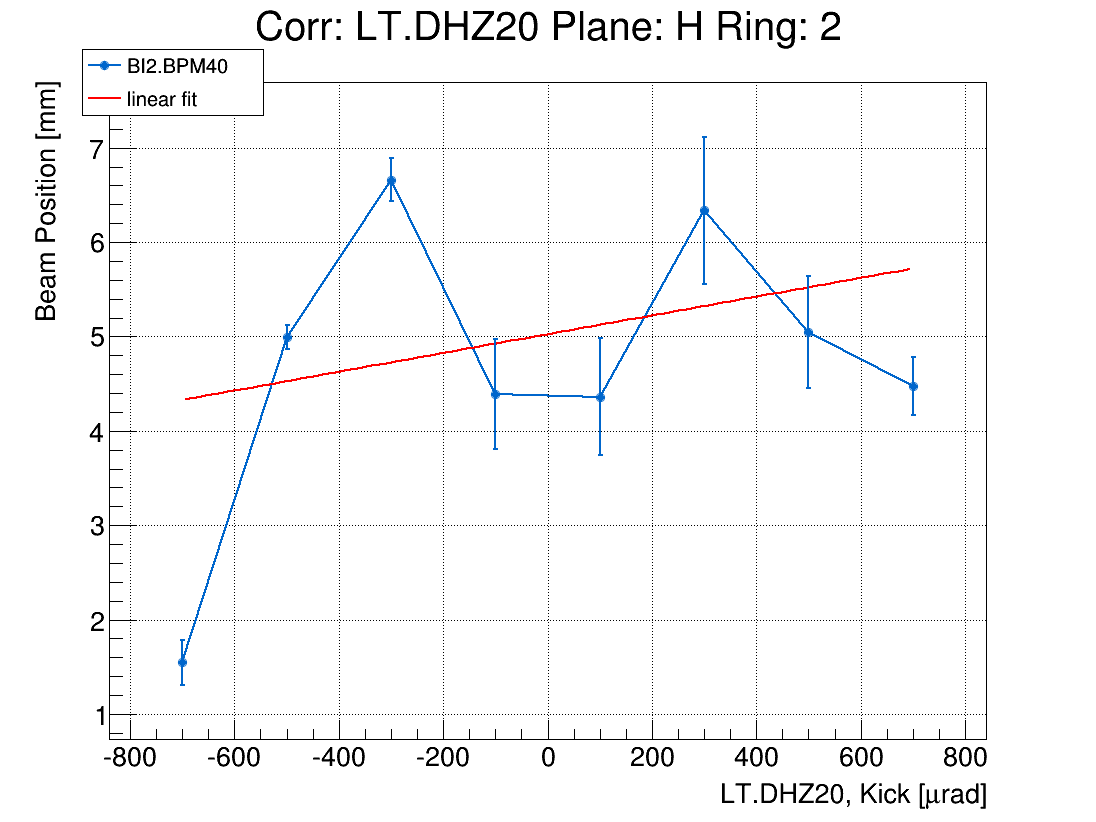 Corr: LT.DHZ20 Plane: H Ring: 2
BI2.BPM40
linear fit
Beam Position [mm]
7
6
5
4
3
2
1
-800 -600 -400 -200 0 200 400 600 800
LT.DHZ20, Kick [μrad]